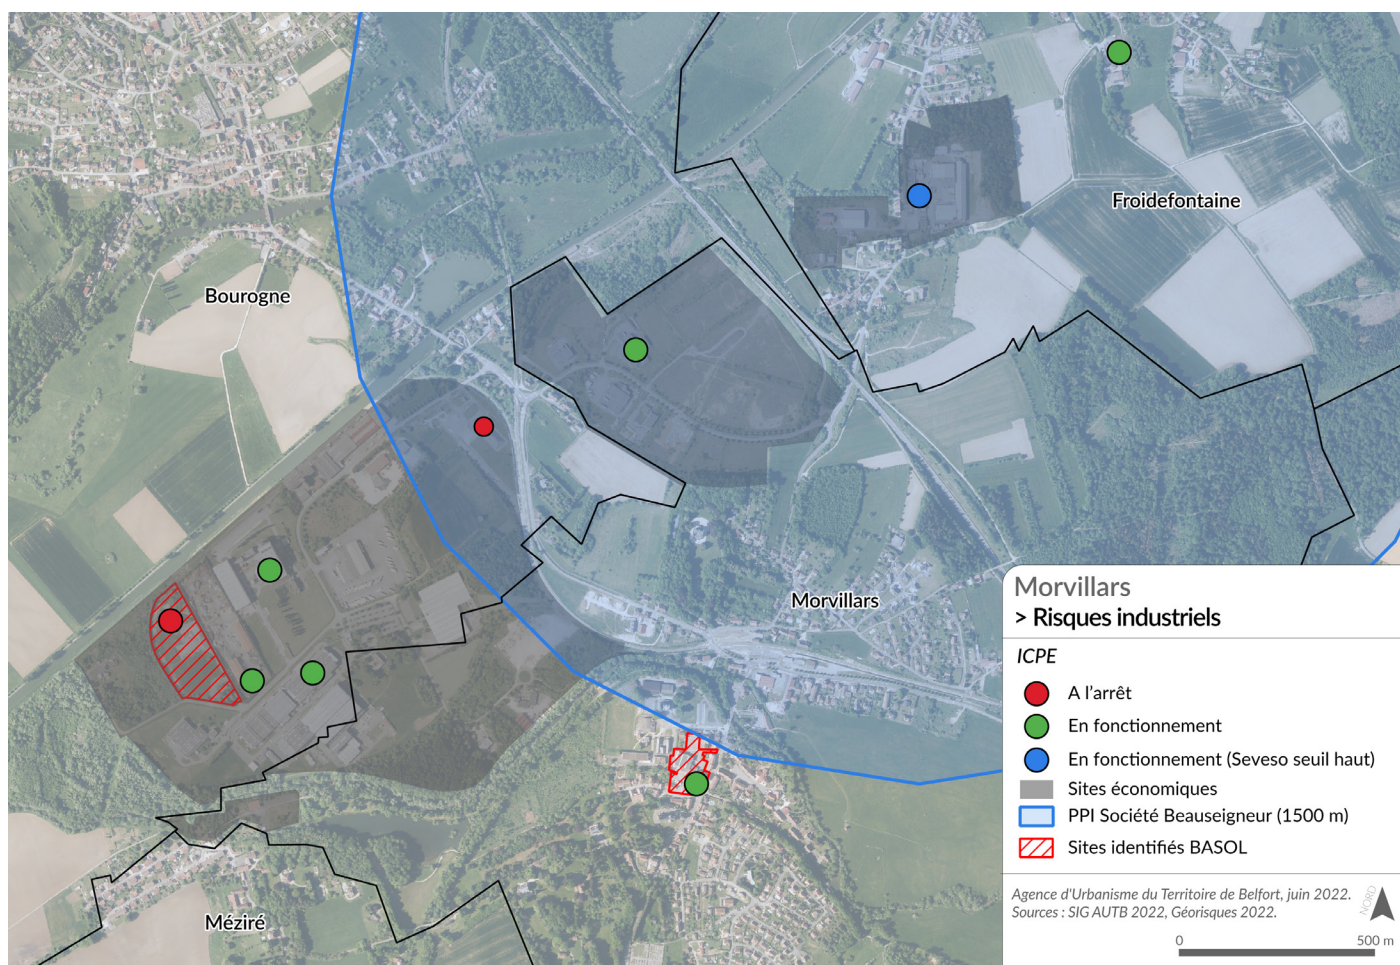 Froidefontaine
Bourogne
Morvillars
Méziré
Morvillars
> Risques industriels
ICPE
A l'arrêt
En fonctionnement
En fonctionnement (Seveso seuil haut)
Sites économiques
PPI Société Beauseigneur (1500 m)
Sites identifiés BASOL
Agence d'Urbanisme du Territoire de Belfort, juin 2022.
Sources : SIG AUTB 2022, Géorisques 2022.
NORD
0 500 m